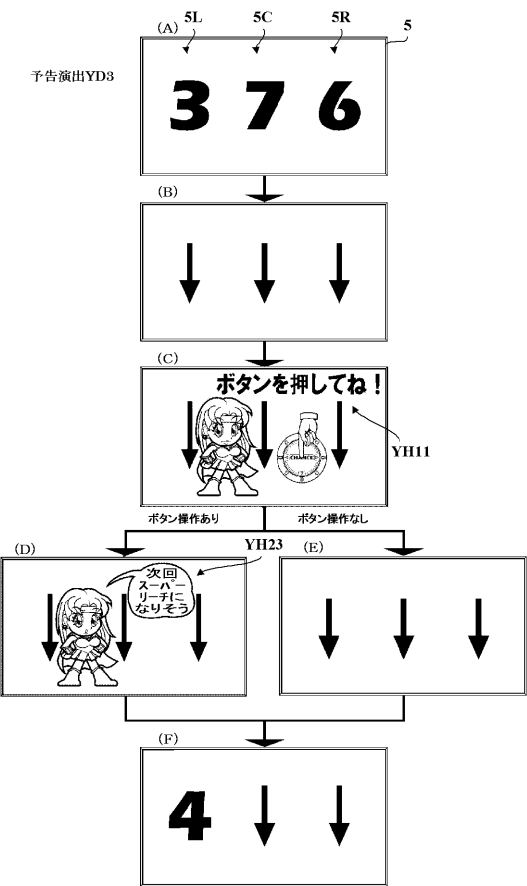 5L 5C 5R 5
(A)
予告演出YD3
3 7 6
(B)
(C)
ボタンを押してね！
CHANCE
YH11
ボタン操作あり ボタン操作なし
(D) YH23 (E)
次回
スーパー
リーチに
なりそう
(F)
4